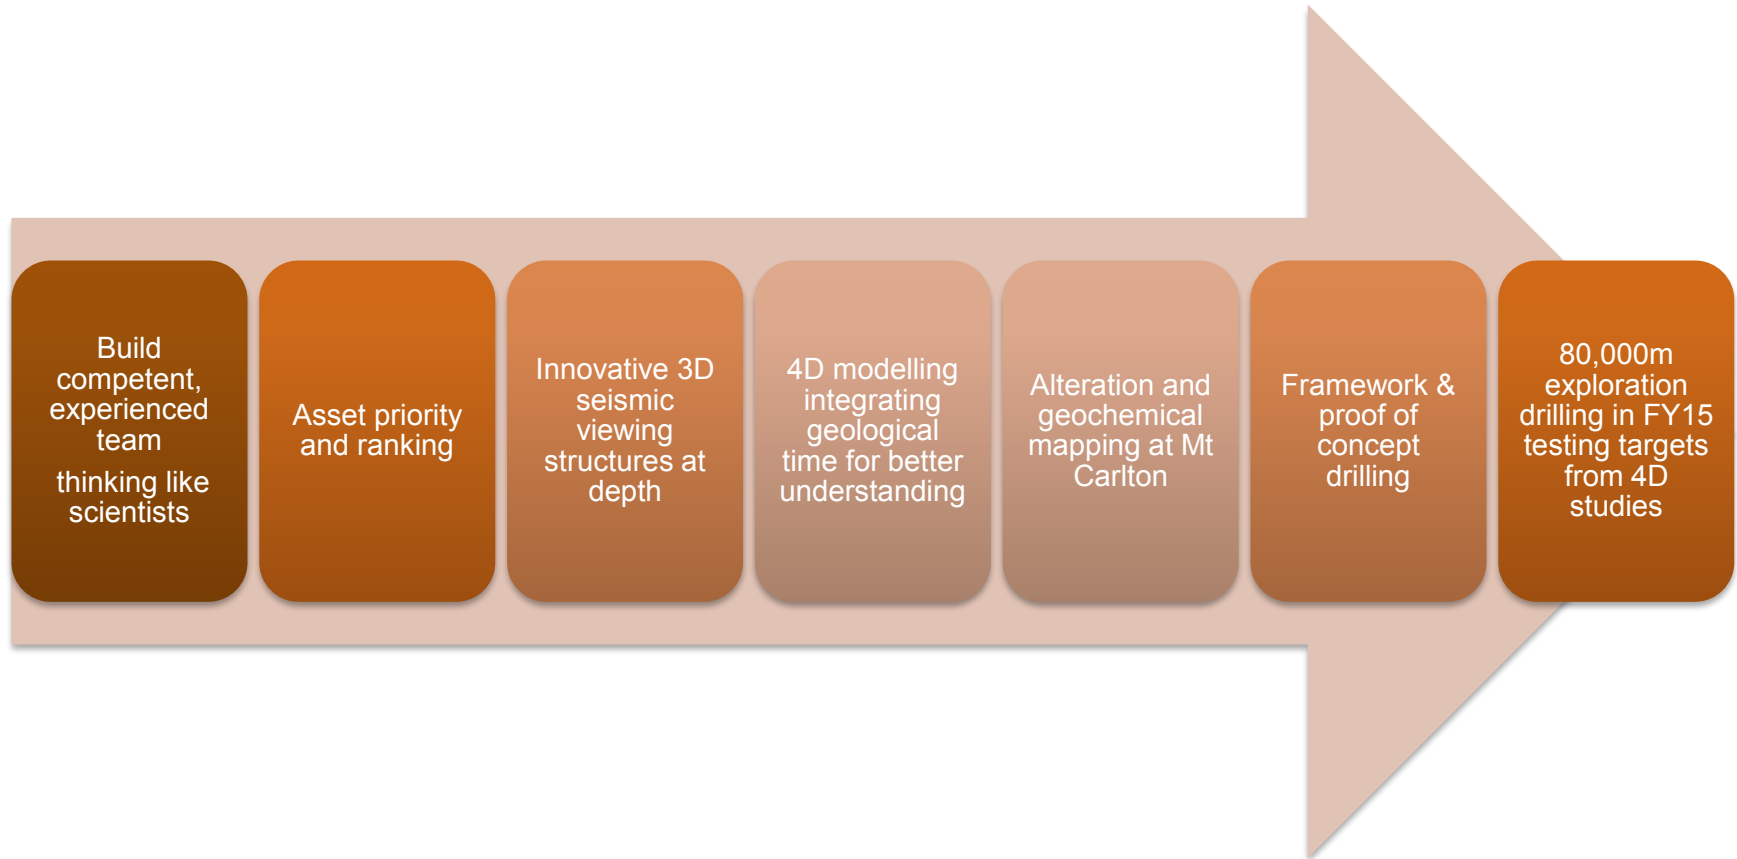 Build
competent,
experienced
team
thinking like
scientists
Asset priority
and ranking
Innovative 3D
seismic
viewing
structures at
depth
4D modelling
integrating
geological
time for better
understanding
Alteration and
geochemical
mapping at Mt
Carlton
Framework &
proof of
concept
drilling
80,000m
exploration
drilling in FY15
testing targets
from 4D
studies